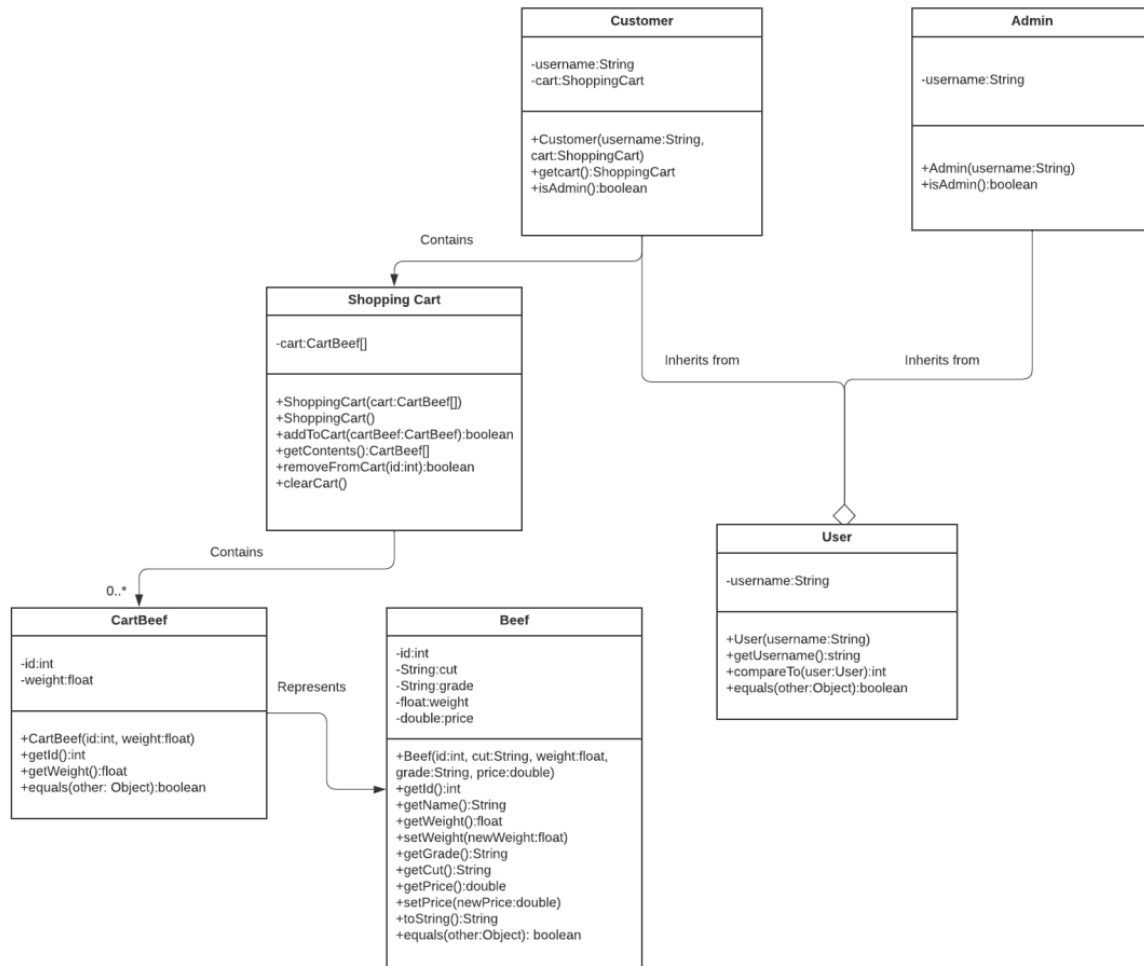 Customer
-username:String
-cart:ShoppingCart
+Customer(username:String,
cart:ShoppingCart)
+getcart():ShoppingCart
+isAdmin():boolean
Admin
-username:String
+Admin(username:String)
+isAdmin():boolean
Contains
Inherits from
Inherits from
Shopping Cart
-cart:CartBeef[]
+ShoppingCart(cart:CartBeef[])
+ShoppingCart()
+addToCart(cartBeef:CartBeef):boolean
+getContents():CartBeef[]
+removeFromCart(id:int):boolean
+clearCart()
Contains
0..*
User
-username:String
+User(username:String)
+getUsername():string
+compareTo(user:User):int
+equals(other:Object):boolean
CartBeef
-id:int
-weight:float
+CartBeef(id:int, weight:float)
+getId():int
+getWeight():float
+equals(other: Object):boolean
Represents
Beef
-id:int
-String:cut
-String:grade
-float:weight
-double:price
+Beef(id:int, cut:String, weight:float,
grade:String, price:double)
+getId():int
+getName():String
+getWeight():float
+setWeight(newWeight:float)
+getGrade():String
+getCut():String
+getPrice():double
+setPrice(newPrice:double)
+toString():String
+equals(other:Object): boolean